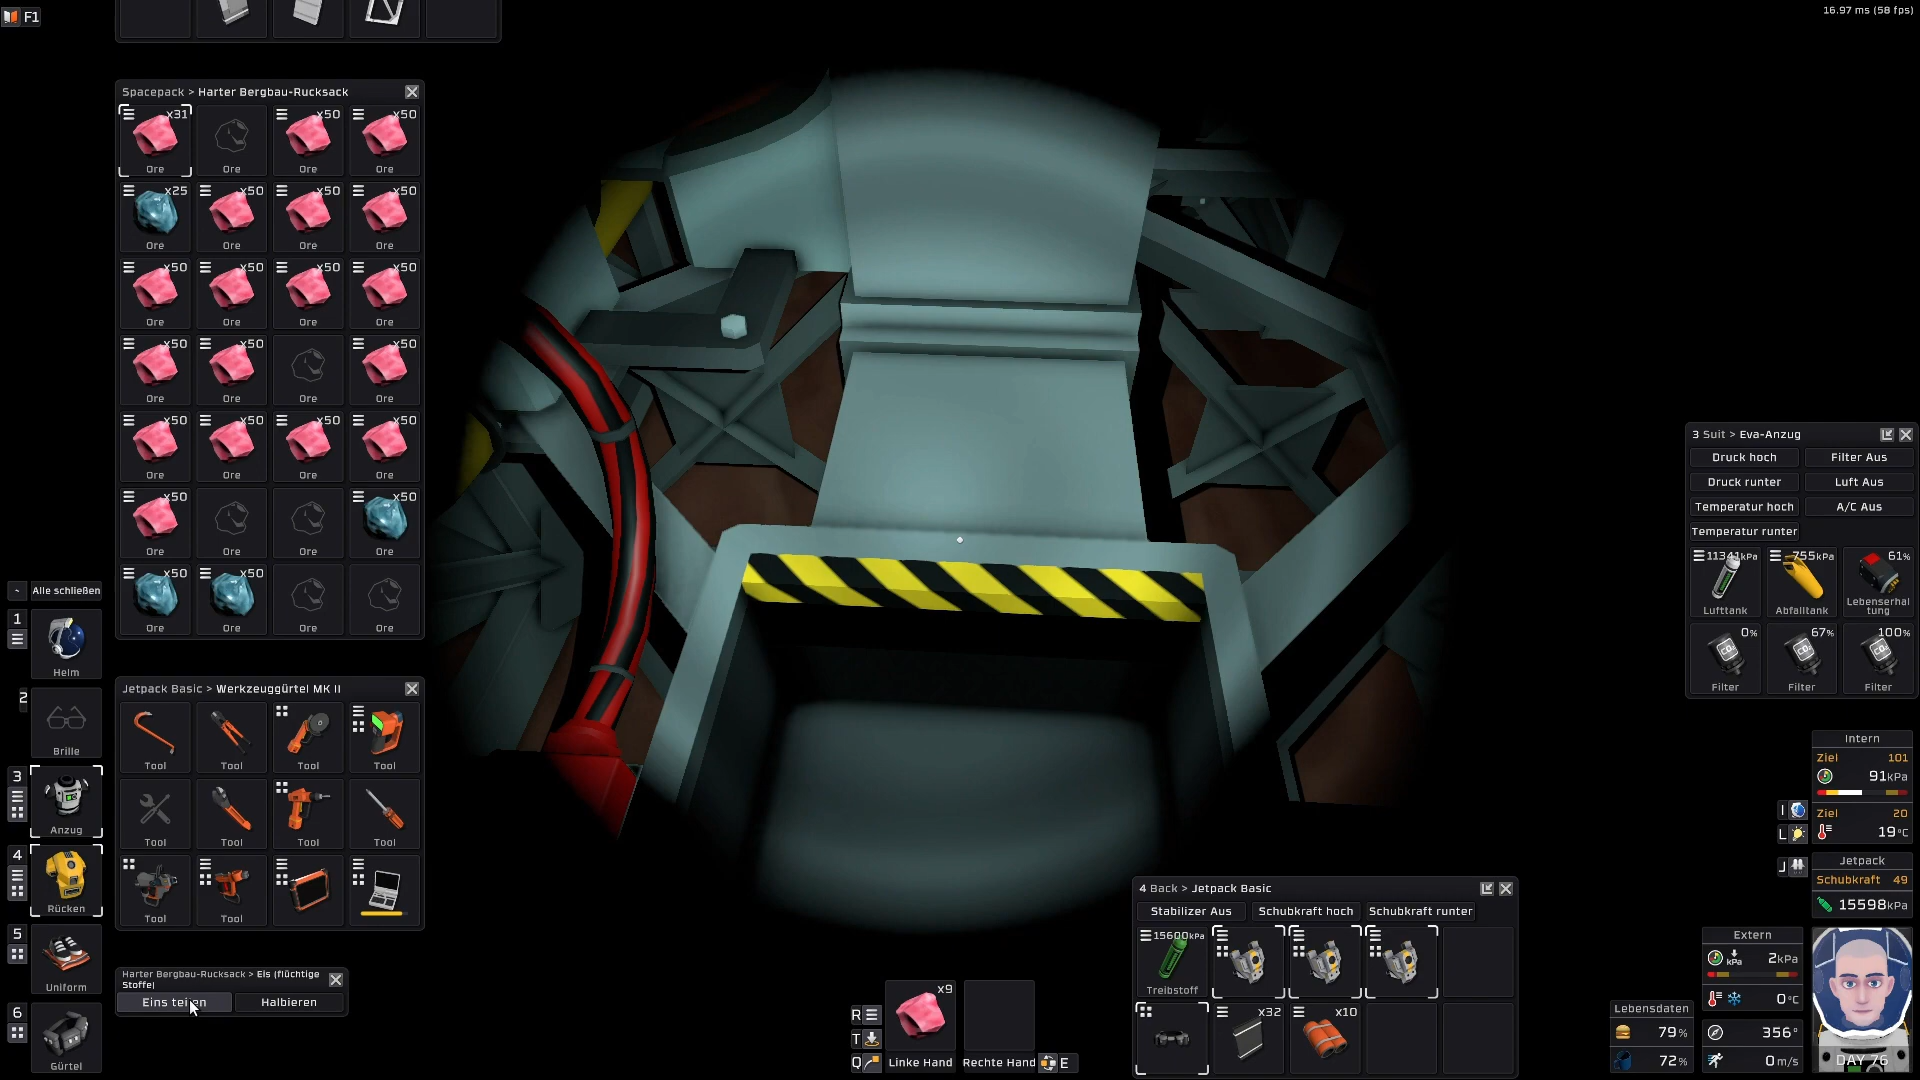 F1
16.97 ms (58 fps)
Spacepack > Harter Bergbau-Rucksack
x31 x50 x50
Ore Ore Ore Ore
x25 x50 x50 x50
Ore Ore Ore Ore
x50 x50 x50 x50
Ore Ore Ore Ore
x50 x50 x50
Ore Ore Ore Ore
x50 x50 x50 x50
Ore Ore Ore Ore
x50 x50
Ore Ore Ore Ore
x50 x50
Ore Ore Ore Ore
~ Alle schließen
1
Helm
2
Brille
3
Anzug
4
Rücken
5
Uniform
6
Gürtel
Jetpack Basic > Werkzeuggürtel MK II
Tool Tool Tool Tool
Tool Tool Tool Tool
Tool Tool
Harter Bergbau-Rucksack > Eis (flüchtige
Stoffe)
Eins teilen Halbieren
R
T
Q
x9
Linke Hand Rechte Hand E
4 Back > Jetpack Basic
Stabilizer Aus Schubkraft hoch Schubkraft runter
15600kPa
Treibstoff
x32 x10
3 Suit > Eva-Anzug
Druck hoch Filter Aus
Druck runter Luft Aus
Temperatur hoch A/C Aus
Temperatur runter
11341kPa 755kPa 61%
Lufttank Abfalltank Lebenserhal
tung
0% 67% 100%
Filter Filter Filter
Intern
Ziel 101
91kPa
I
Ziel 20
L
19°C
Jetpack
J
Schubkraft 49
15598kPa
Extern
kPa 2kPa
0°C
Lebensdaten
79% 356°
72% 0m/s
DAY 76